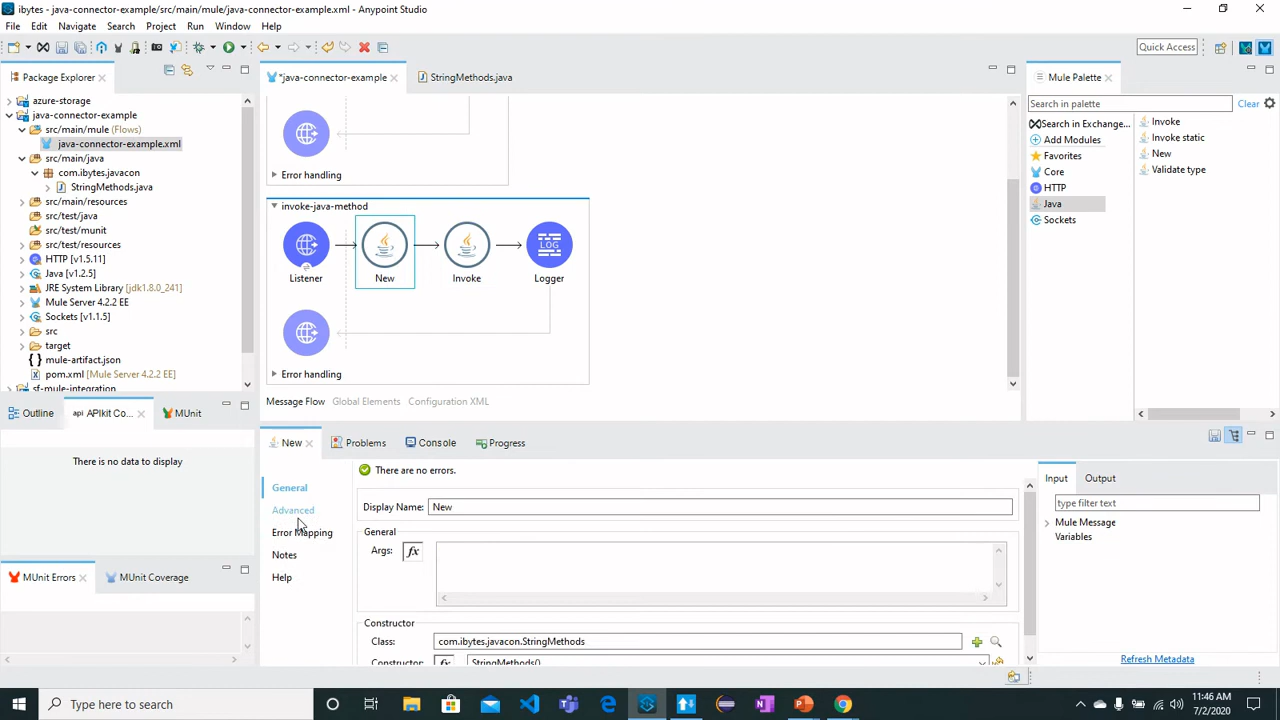 ibytes - java-connector-example/src/main/mule/java-connector-example.xml - Anypoint Studio
File Edit Navigate Search Project Run Window Help
Quick Access
Package Explorer
azure-storage
java-connector-example
src/main/mule (Flows)
java-connector-example.xml
src/main/java
com.ibytes.javacon
StringMethods.java
src/main/resources
src/test/java
src/test/munit
src/test/resources
HTTP [v1.5.11]
Java [v1.2.5]
JRE System Library [jdk1.8.0_241]
Mule Server 4.2.2 EE
Sockets [v1.1.5]
src
target
mule-artifact.json
pom.xml [Mule Server 4.2.2 EE]
sf-mule-integration
*java-connector-example
StringMethods.java
Error handling
invoke-java-method
Listener
New
Invoke
LOG
Logger
Error handling
Message Flow Global Elements Configuration XML
Mule Palette
Search in palette
Clear
Search in Exchange...
Add Modules
Favorites
Core
HTTP
Java
Sockets
Invoke
Invoke static
New
Validate type
Outline
api APIkit Co...
MUnit
There is no data to display
MUnit Errors
MUnit Coverage
New
Problems
Console
Progress
General
Advanced
Error Mapping
Notes
Help
There are no errors.
Display Name: New
General
Args: fx
Constructor
Class: com.ibytes.javacon.StringMethods
Constructor: fx StringMethods()
Input Output
type filter text
Mule Message
Variables
Refresh Metadata
Type here to search
11:46 AM
7/2/2020